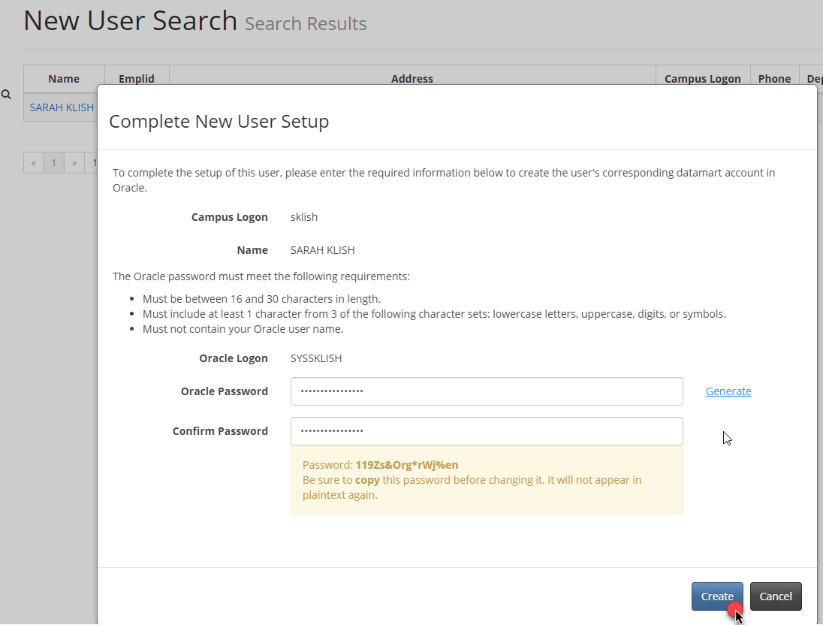 New User Search Search Results
Name Emplid Address Campus Logon Phone De
SARAH KLISH
« 1 » 1
Complete New User Setup
To complete the setup of this user, please enter the required information below to create the user's corresponding datamart account in
Oracle.
Campus Logon sklish
Name SARAH KLISH
The Oracle password must meet the following requirements:
• Must be between 16 and 30 characters in length.
• Must include at least 1 character from 3 of the following character sets: lowercase letters, uppercase, digits, or symbols.
• Must not contain your Oracle user name.
Oracle Logon SYSSKLISH
Oracle Password •••••••••••••••• Generate
Confirm Password ••••••••••••••••
Password: 119Zs&Org*rWj%en
Be sure to copy this password before changing it. It will not appear in
plaintext again.
Create Cancel